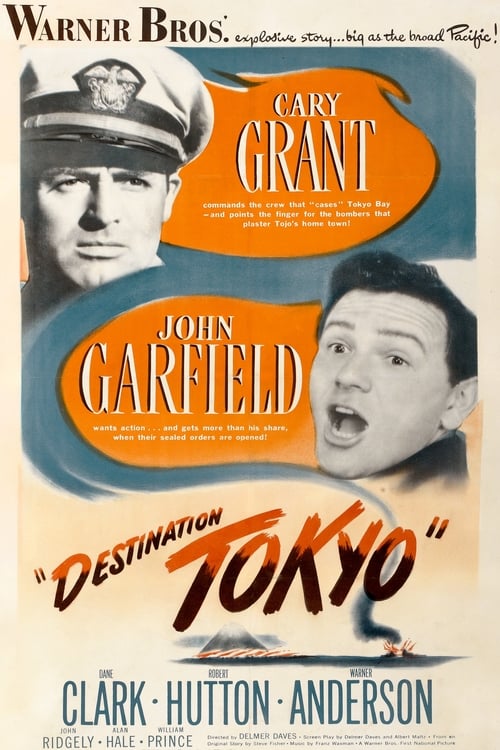 WARNER BROS'. explosive story...big as the broad Pacific!
CARY
GRANT
commands the crew that "cases" Tokyo Bay
—and points the finger for the bombers that
plaster Tojo's home town!
JOHN
GARFIELD
wants action . . . and gets more than his share,
when their sealed orders are opened!
"DESTINATION TOKYO"
DANE ROBERT WARNER
CLARK · HUTTON · ANDERSON
JOHN ALAN WILLIAM
RIDGELY · HALE · PRINCE
Directed by DELMER DAVES • Screen Play by Delmer Daves and Albert Maltz • From an
Original Story by Steve Fisher • Music by Franz Waxman • A Warner Bros. First National Picture